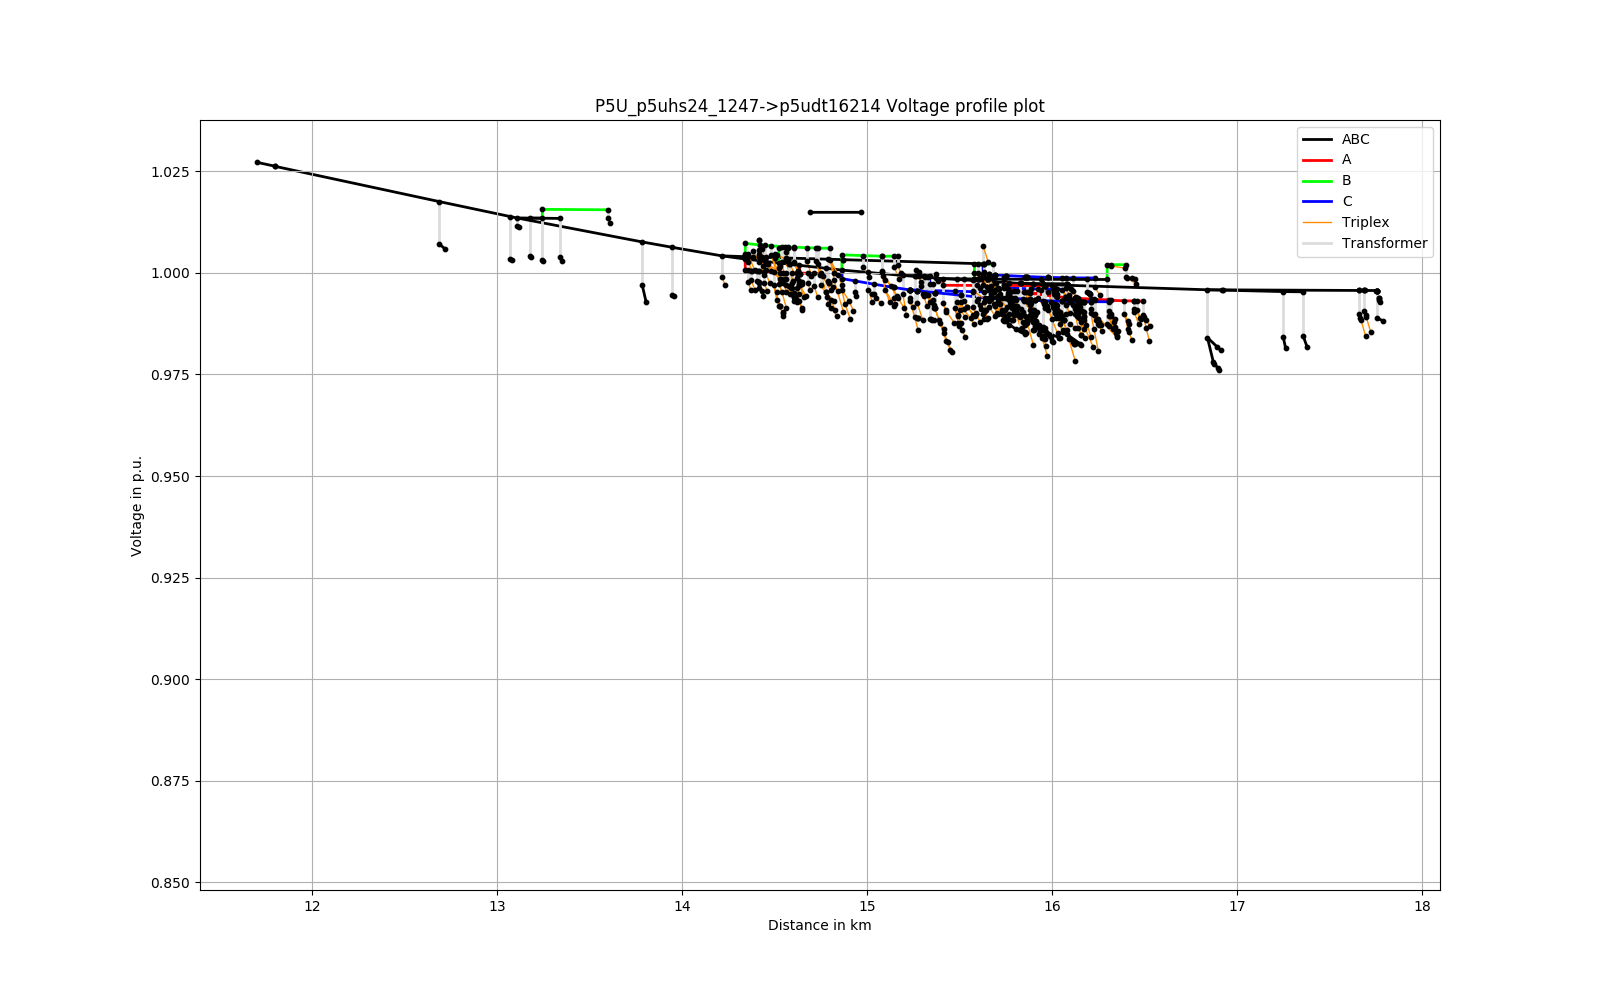 P5U_p5uhs24_1247->p5udt16214 Voltage profile plot
ABC
A
B
C
Triplex
Transformer
1.025
1.000
0.975
0.950
0.925
0.900
0.875
0.850
Voltage in p.u.
12 13 14 15 16 17 18
Distance in km